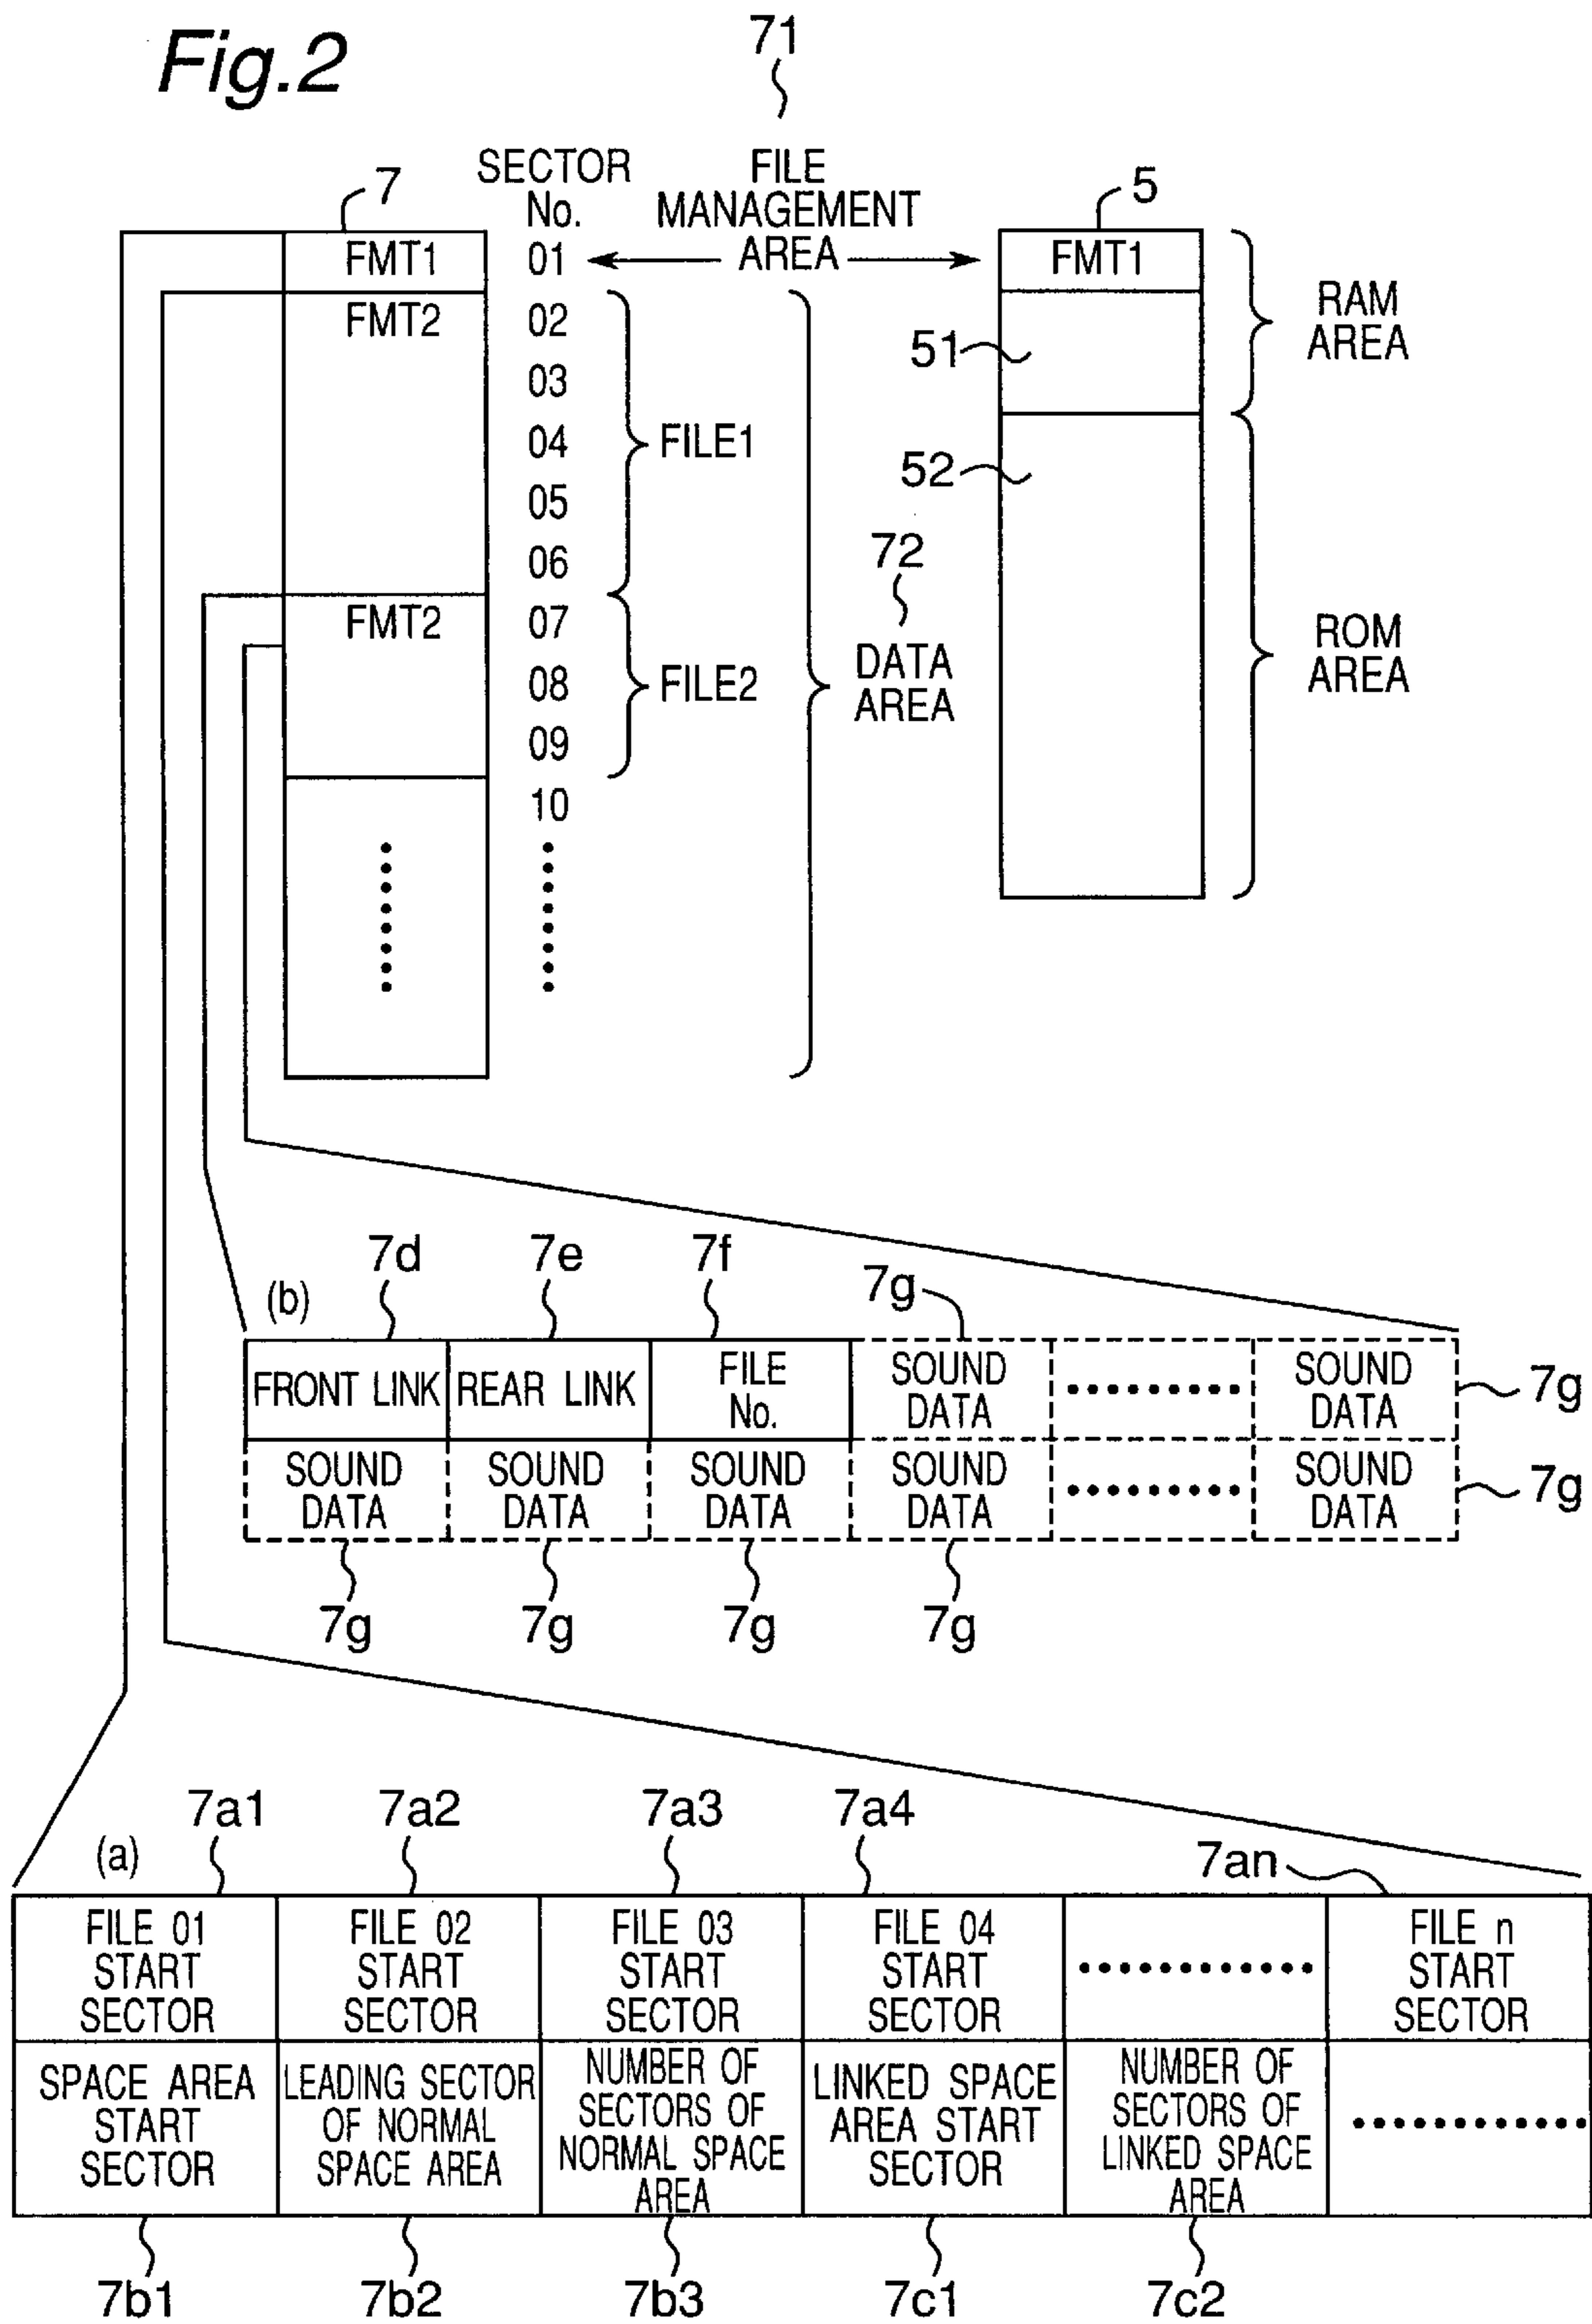 Fig.2
71
7
SECTOR
No.
FILE
MANAGEMENT
AREA
5
FMT1
01
FMT1
RAM
AREA
FMT2
02
03
04
05
06
FILE1
51
52
72
DATA
AREA
ROM
AREA
FMT2
07
08
09
FILE2
10
(b)
7d
7e
7f
7g
FRONT LINK
REAR LINK
FILE
No.
SOUND
DATA
SOUND
DATA
7g
SOUND
DATA
SOUND
DATA
SOUND
DATA
SOUND
DATA
SOUND
DATA
7g
7g
7g
7g
7g
(a)
7a1
7a2
7a3
7a4
7an
FILE 01
START
SECTOR
FILE 02
START
SECTOR
FILE 03
START
SECTOR
FILE 04
START
SECTOR
FILE n
START
SECTOR
SPACE AREA
START
SECTOR
LEADING SECTOR
OF NORMAL
SPACE AREA
NUMBER OF
SECTORS OF
NORMAL SPACE
AREA
LINKED SPACE
AREA START
SECTOR
NUMBER OF
SECTORS OF
LINKED SPACE
AREA
7b1
7b2
7b3
7c1
7c2